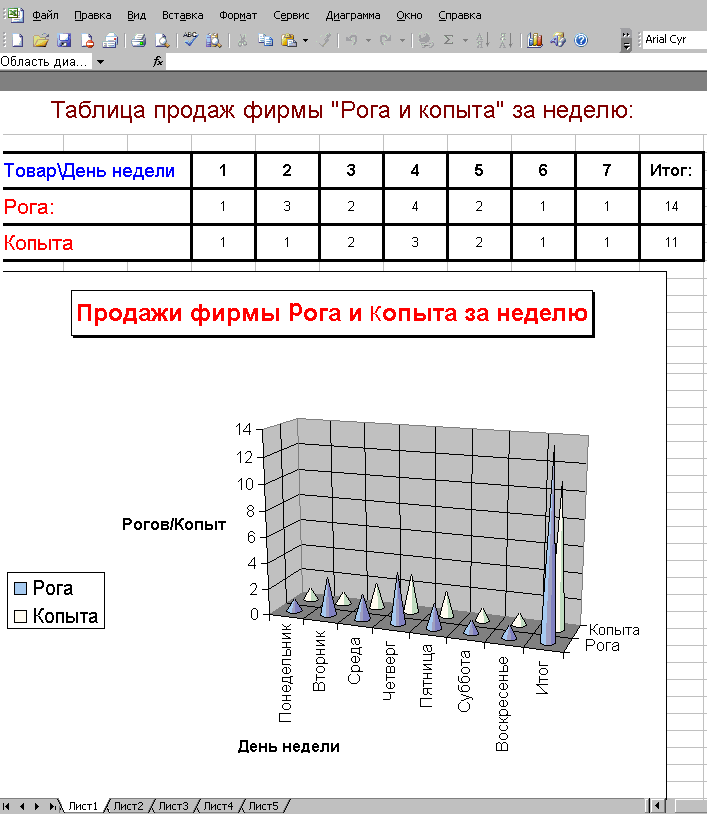 Файл Правка Вид Вставка Формат Сервис Диаграмма Окно Справка
Arial Cyr
Область диа... fx
Таблица продаж фирмы "Рога и копыта" за неделю:
Товар\День недели 1 2 3 4 5 6 7 Итог:
Рога: 1 3 2 4 2 1 1 14
Копыта 1 1 2 3 2 1 1 11
Продажи фирмы Рога и Копыта за неделю
14
12
10
8
6
4
2
0
Рогов/Копыт
Рога
Копыта
Копыта
Рога
Понедельник
Вторник
Среда
Четверг
Пятница
Суббота
Воскресенье
Итог
День недели
Лист1 Лист2 Лист3 Лист4 Лист5